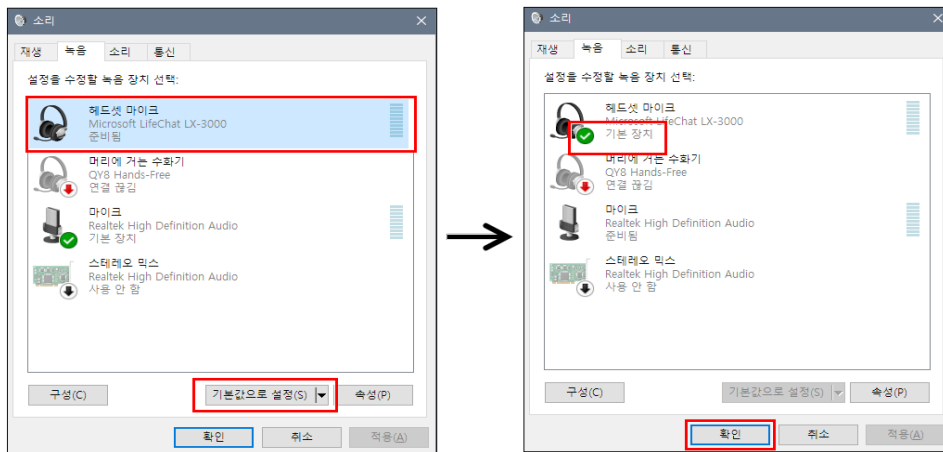 소리
재생 녹음 소리 통신
설정을 수정할 녹음 장치 선택:
헤드셋 마이크
Microsoft LifeChat LX-3000
준비됨
머리에 거는 수화기
QY8 Hands-Free
연결 끊김
마이크
Realtek High Definition Audio
기본 장치
스테레오 믹스
Realtek High Definition Audio
사용 안 함
구성(C) 기본값으로 설정(S) 속성(P)
확인 취소 적용(A)
소리
재생 녹음 소리 통신
설정을 수정할 녹음 장치 선택:
헤드셋 마이크
Microsoft LifeChat LX-3000
기본 장치
머리에 거는 수화기
QY8 Hands-Free
연결 끊김
마이크
Realtek High Definition Audio
준비됨
스테레오 믹스
Realtek High Definition Audio
사용 안 함
구성(C) 기본값으로 설정(S) 속성(P)
확인 취소 적용(A)